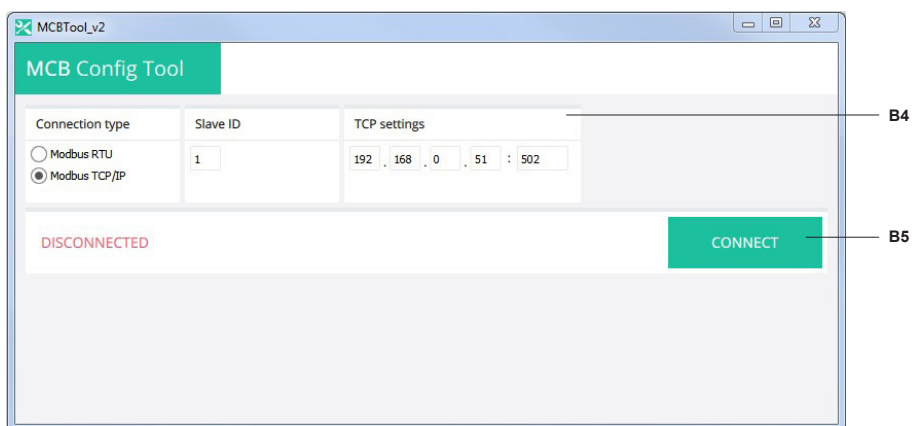 MCBTool_v2
MCB Config Tool
Connection type
Slave ID
TCP settings
B4
Modbus RTU
1
192 . 168 . 0 . 51 : 502
Modbus TCP/IP
DISCONNECTED
CONNECT
B5